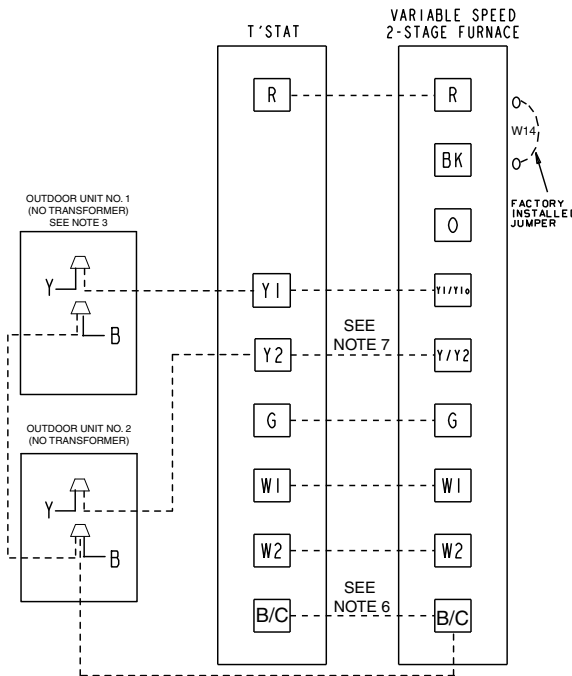 VARIABLE SPEED
2-STAGE FURNACE
T'STAT
R
R
W14
BK
FACTORY
INSTALLED
JUMPER
OUTDOOR UNIT NO. 1
(NO TRANSFORMER)
SEE NOTE 3
O
Y
Y1
Y1/Y1o
B
SEE
NOTE 7
Y2
Y/Y2
OUTDOOR UNIT NO. 2
(NO TRANSFORMER)
G
G
Y
W1
W1
B
W2
W2
SEE
NOTE 6
B/C
B/C